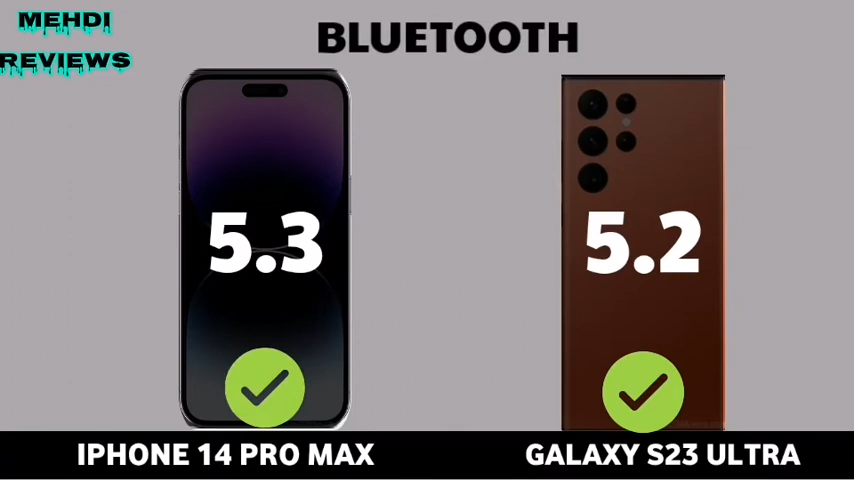 MEHDI
REVIEWS
BLUETOOTH
5.3
5.2
IPHONE 14 PRO MAX
GALAXY S23 ULTRA